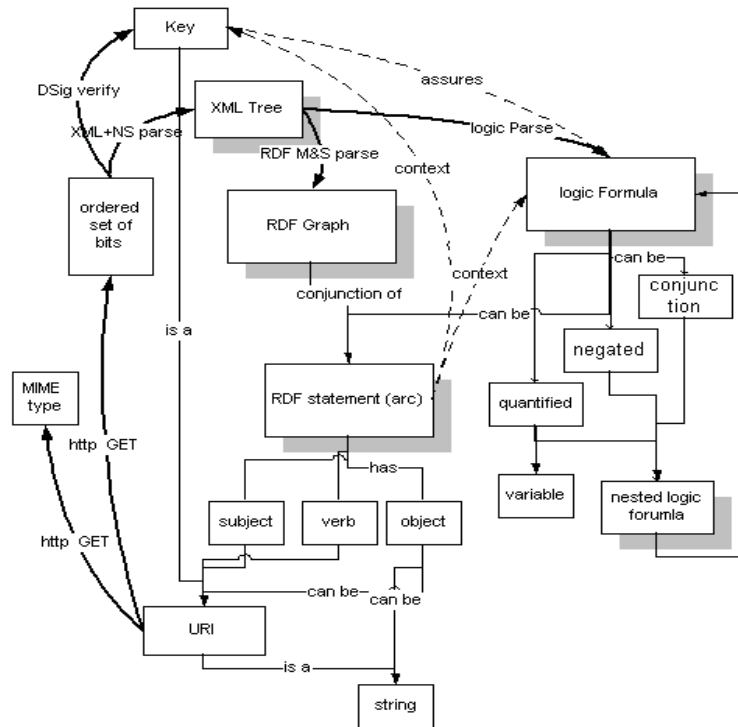 Key
assures
DSig verify
XML Tree
XML+NS parse
logic Parse
RDF M&S parse
context
ordered
set of
bits
logic Formula
RDF Graph
context
can be
conjunction of
conjunc
tion
can be
is a
negated
MIME
type
RDF statement (arc)
quantified
http GET
has
variable
nested logic
forumla
subject
verb
object
http GET
can be
can be
URI
is a
string